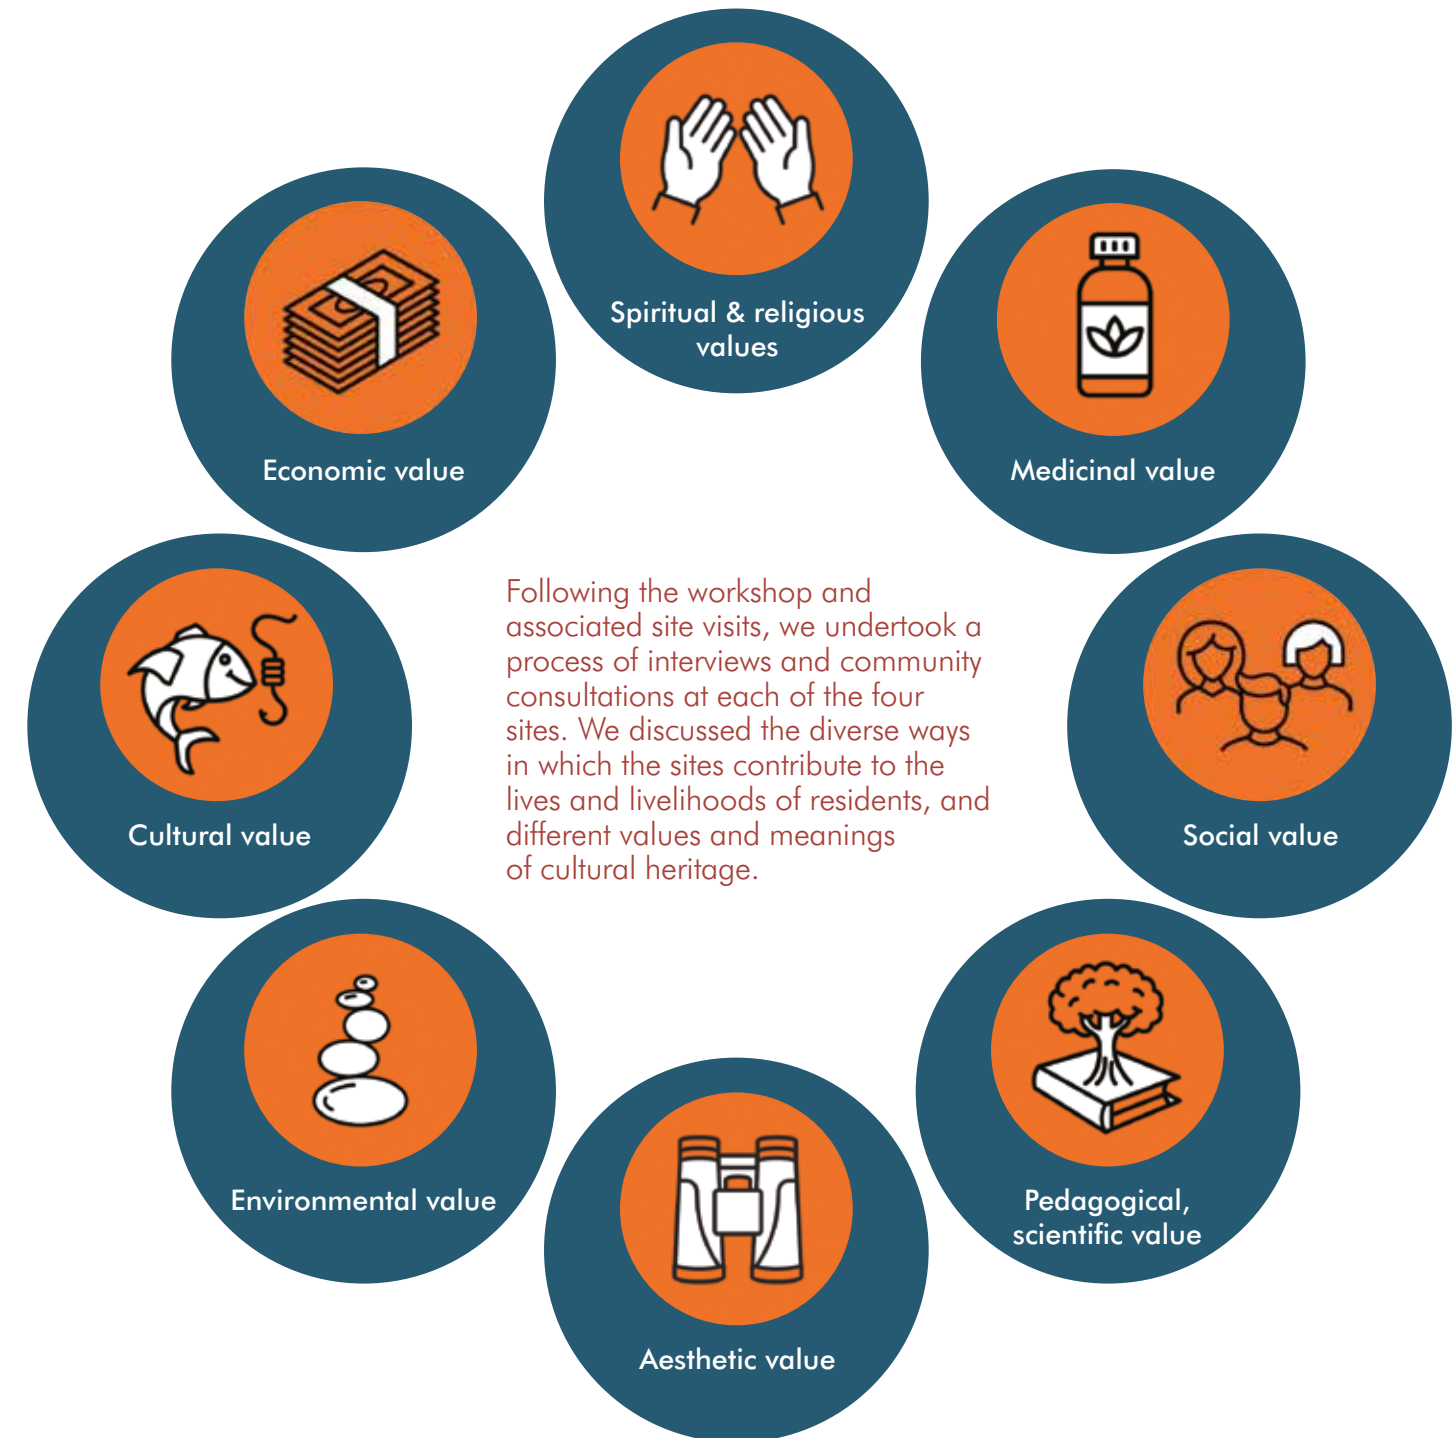 Spiritual & religious
values
Medicinal value
Social value
Pedagogical,
scientific value
Aesthetic value
Environmental value
Cultural value
Economic value
Following the workshop and
associated site visits, we undertook a
process of interviews and community
consultations at each of the four
sites. We discussed the diverse ways
in which the sites contribute to the
lives and livelihoods of residents, and
different values and meanings
of cultural heritage.